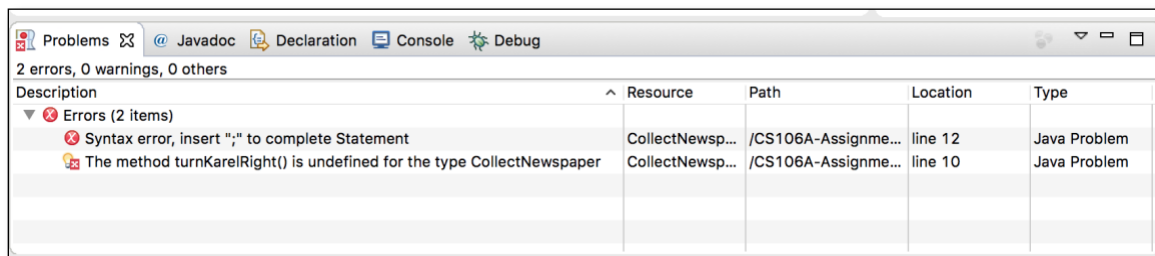 Problems @ Javadoc Declaration Console Debug
2 errors, 0 warnings, 0 others
Description Resource Path Location Type
Errors (2 items)
Syntax error, insert ";" to complete Statement CollectNewsp... /CS106A-Assignme... line 12 Java Problem
The method turnKarelRight() is undefined for the type CollectNewspaper CollectNewsp... /CS106A-Assignme... line 10 Java Problem